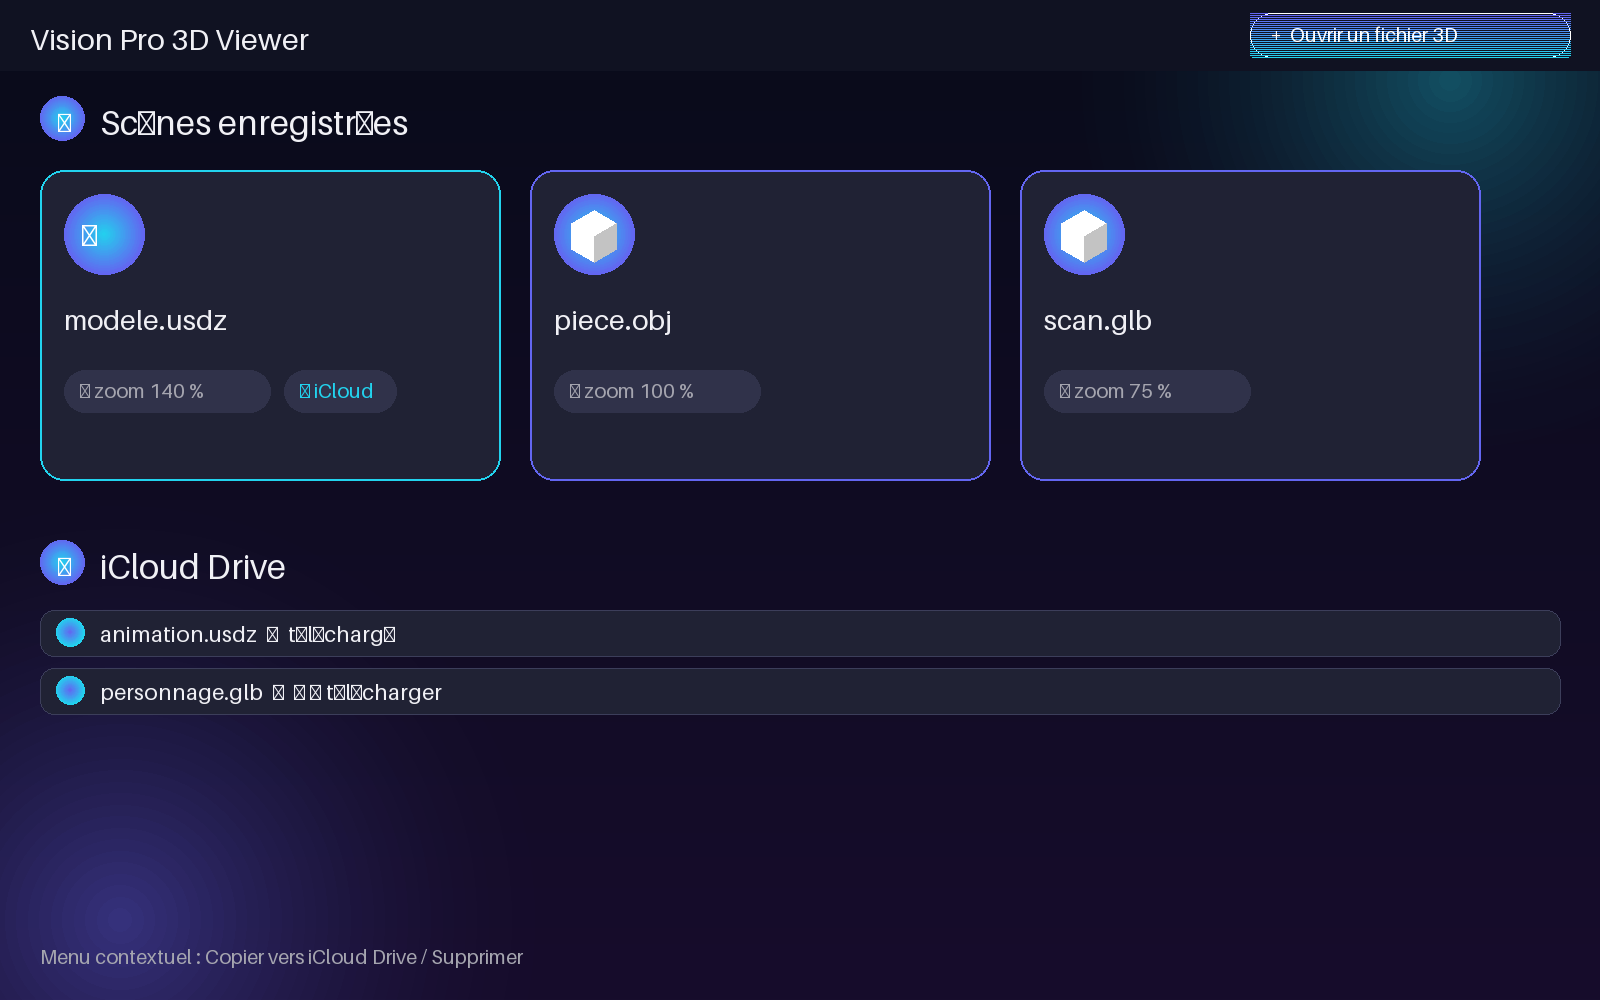 Vision Pro 3D Viewer
+ Ouvrir un fichier 3D
Sc☒nes enregistr☒es
modele.usdz
☒ zoom 140 %
☒ iCloud
piece.obj
☒ zoom 100 %
scan.glb
☒ zoom 75 %
iCloud Drive
animation.usdz ☒ t☒l☒charg☒
personnage.glb ☒ ☒ ☒ t☒l☒charger
Menu contextuel : Copier vers iCloud Drive / Supprimer